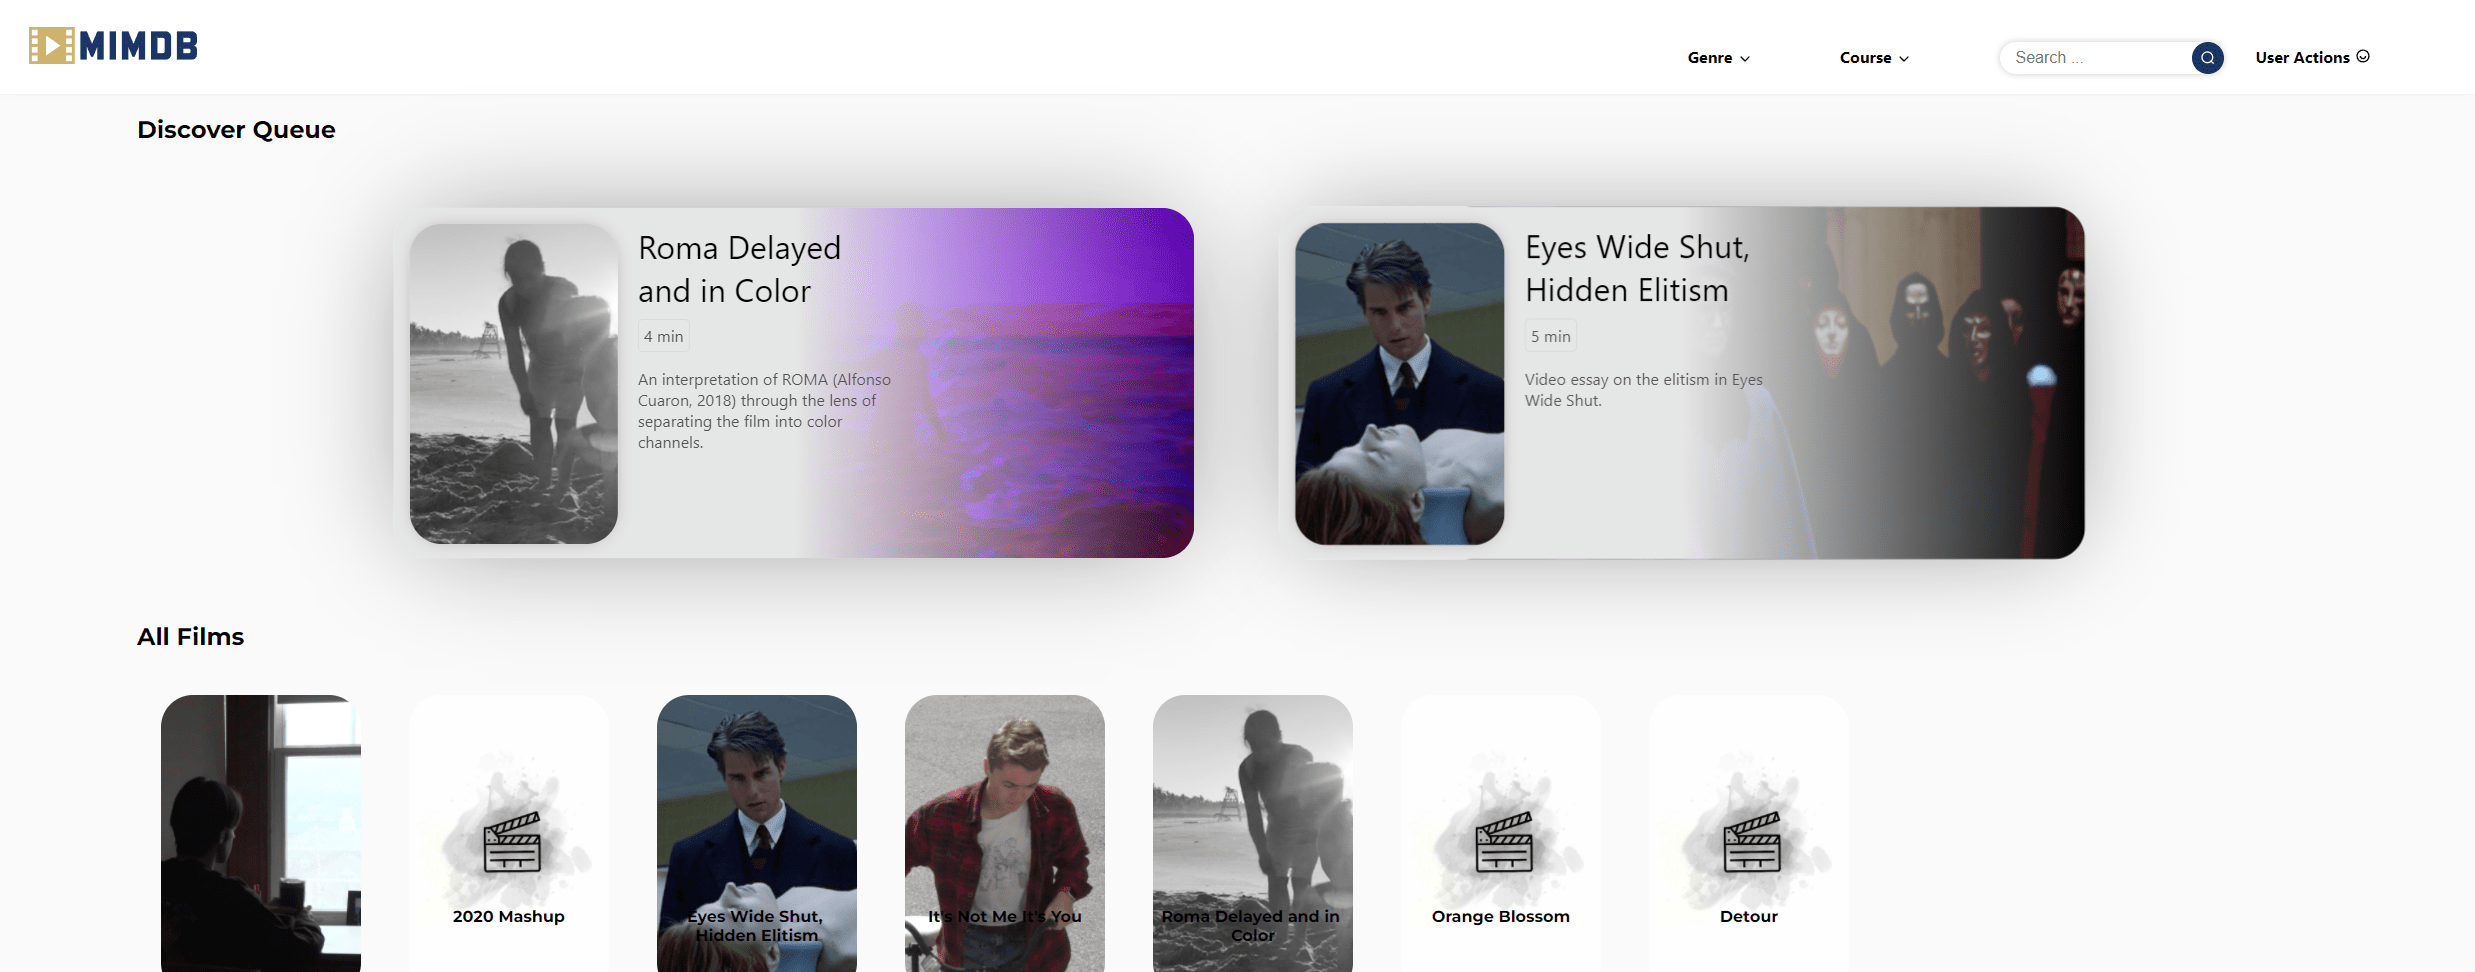 MIMDB
Genre
Course
Search ...
User Actions
Discover Queue
Roma Delayed
and in Color
4 min
An interpretation of ROMA (Alfonso
Cuaron, 2018) through the lens of
separating the film into color
channels.
Eyes Wide Shut,
Hidden Elitism
5 min
Video essay on the elitism in Eyes
Wide Shut.
All Films
2020 Mashup
Eyes Wide Shut,
Hidden Elitism
It's Not Me It's You
Roma Delayed and in
Color
Orange Blossom
Detour